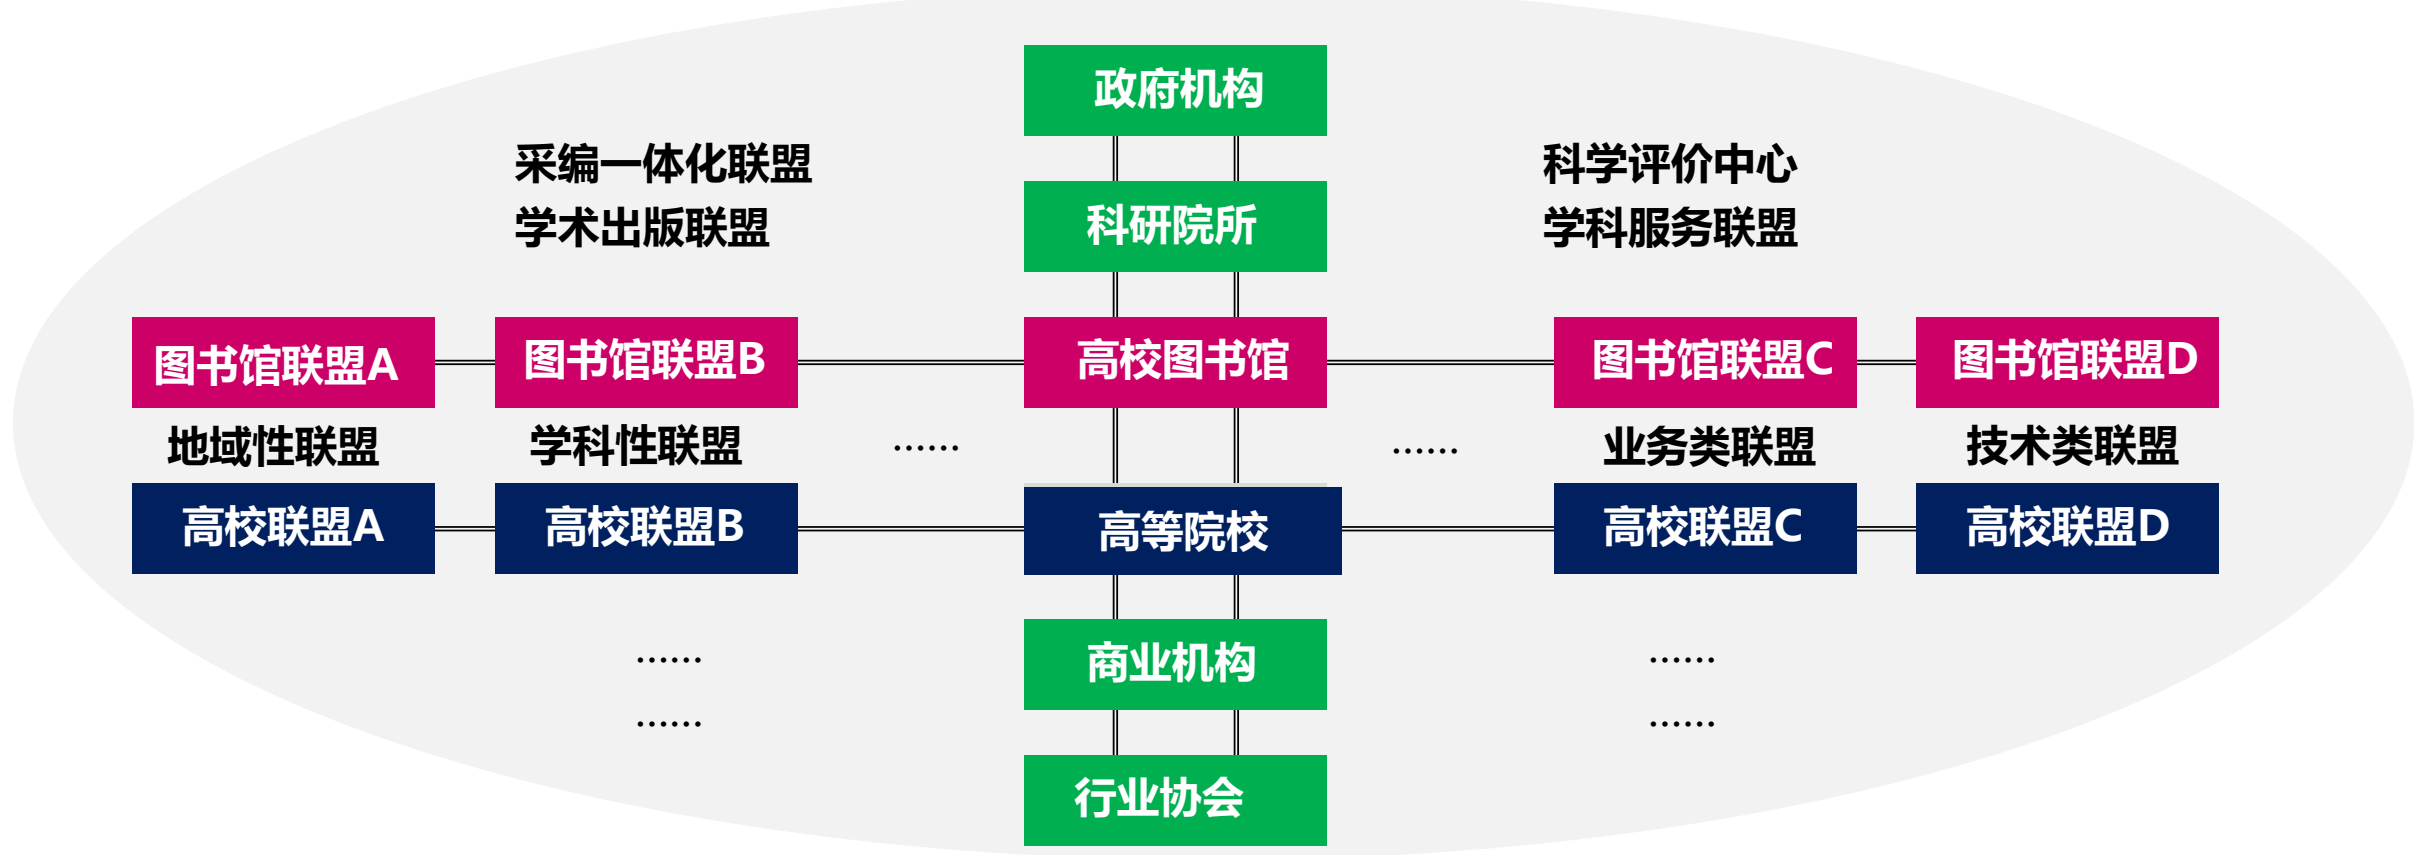 政府机构
采编一体化联盟
科学评价中心
科研院所
学术出版联盟
学科服务联盟
图书馆联盟A
图书馆联盟B
高校图书馆
图书馆联盟C
图书馆联盟D
地域性联盟
学科性联盟
……
……
业务类联盟
技术类联盟
高校联盟A
高校联盟B
高等院校
高校联盟C
高校联盟D
……
商业机构
……
……
……
行业协会